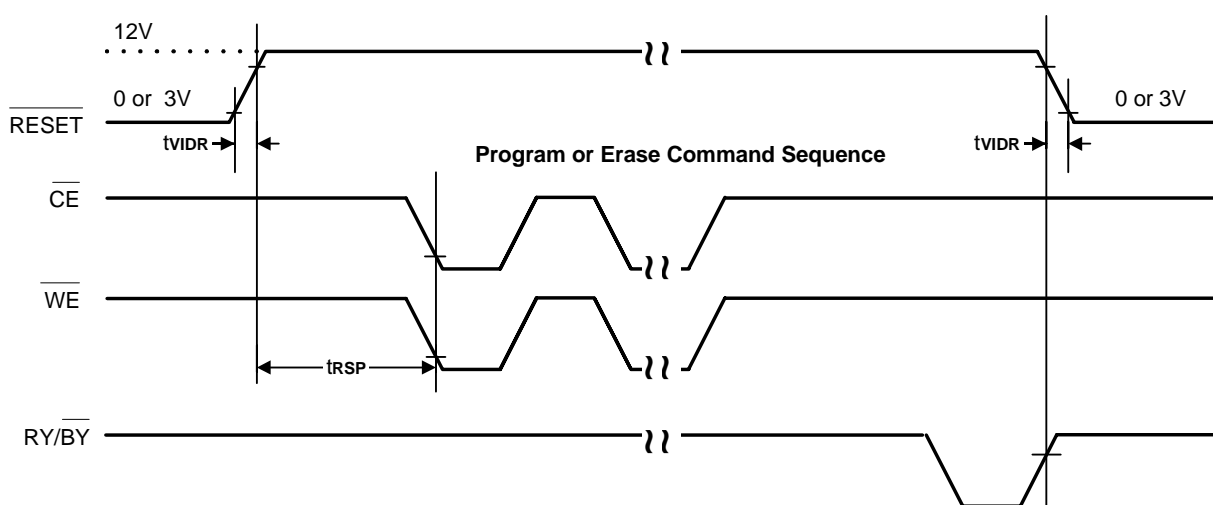 12V
0 or 3V
0 or 3V
RESET
tVIDR
tVIDR
Program or Erase Command Sequence
CE
WE
tRSP
RY/BY